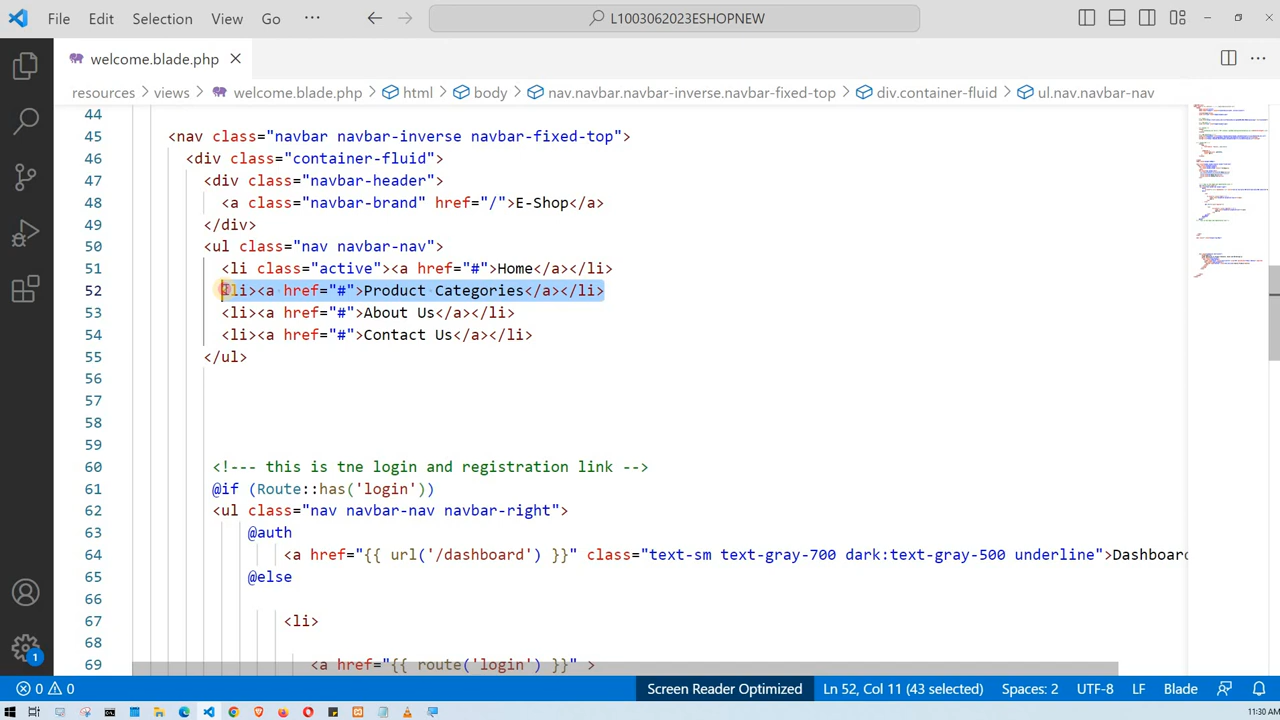 File Edit Selection View Go ··· L1003062023ESHOPNEW
welcome.blade.php
resources > views > welcome.blade.php > html > body > nav.navbar.navbar-inverse.navbar-fixed-top > div.container-fluid > ul.nav.navbar-nav
44
45 <nav class="navbar navbar-inverse navbar-fixed-top">
46 <div class="container-fluid">
47 <div class="navbar-header">
48 <a class="navbar-brand" href="/">E-Shop</a>
49 </div>
50 <ul class="nav navbar-nav">
51 <li class="active"><a href="#">Home</a></li>
52 <li><a href="#">Product Categories</a></li>
53 <li><a href="#">About Us</a></li>
54 <li><a href="#">Contact Us</a></li>
55 </ul>
56
57
58
59
60 <!--- this is tne login and registration link -->
61 @if (Route::has('login'))
62 <ul class="nav navbar-nav navbar-right">
63 @auth
64 <a href="{{ url('/dashboard') }}" class="text-sm text-gray-700 dark:text-gray-500 underline">Dashboard
65 @else
66
67 <li>
68
69 <a href="{{ route('login') }}" >
1
0 0 Screen Reader Optimized Ln 52, Col 11 (43 selected) Spaces: 2 UTF-8 LF Blade
11:30 AM